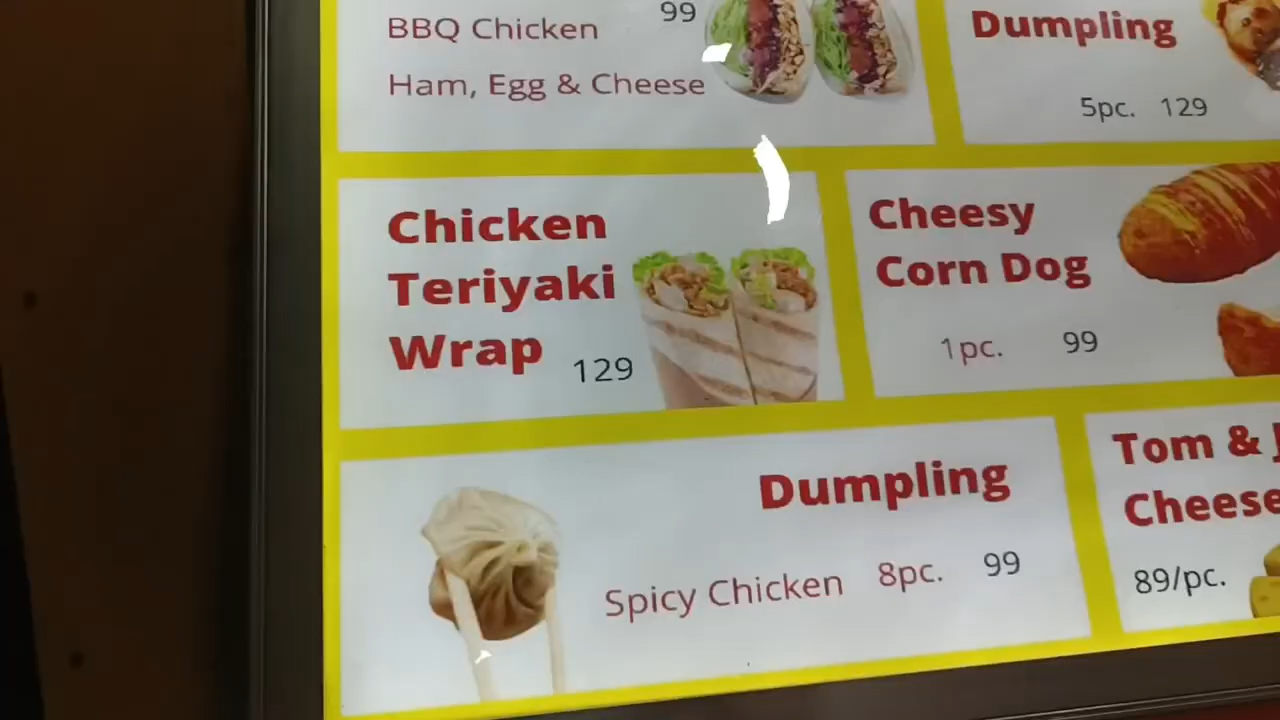 BBQ Chicken 99
Ham, Egg & Cheese
Dumpling
5pc. 129
Chicken
Teriyaki
Wrap 129
Cheesy
Corn Dog
1pc. 99
Dumpling
Spicy Chicken 8pc. 99
Tom &
Cheese
89/pc.